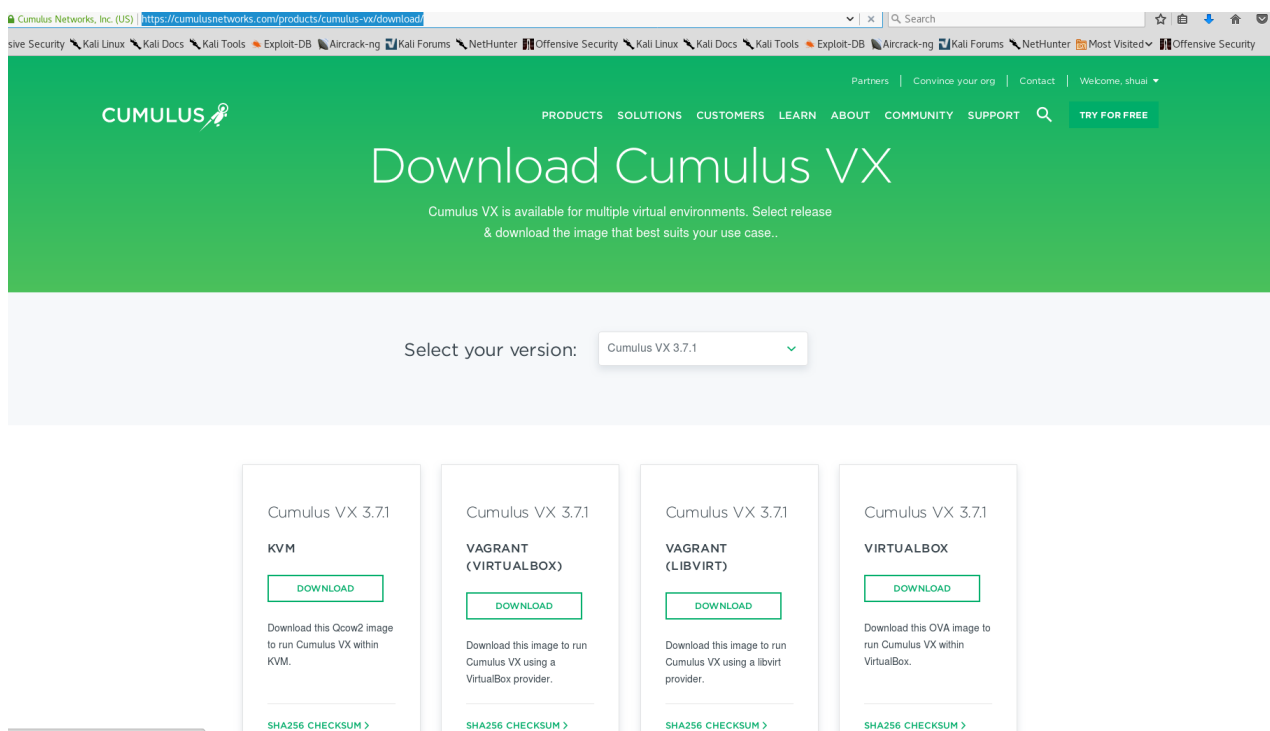 Cumulus Networks, Inc. (US) https://cumulusnetworks.com/products/cumulus-vx/download/ Search
sive Security Kali Linux Kali Docs Kali Tools Exploit-DB Aircrack-ng Kali Forums NetHunter Offensive Security Kali Linux Kali Docs Kali Tools Exploit-DB Aircrack-ng Kali Forums NetHunter Most Visited Offensive Security
Partners Convince your org Contact Welcome, shuai
CUMULUS PRODUCTS SOLUTIONS CUSTOMERS LEARN ABOUT COMMUNITY SUPPORT TRY FOR FREE
Download Cumulus VX
Cumulus VX is available for multiple virtual environments. Select release
& download the image that best suits your use case..
Select your version: Cumulus VX 3.7.1
Cumulus VX 3.7.1
KVM
DOWNLOAD
Download this Qcow2 image
to run Cumulus VX within
KVM.
SHA256 CHECKSUM >
Cumulus VX 3.7.1
VAGRANT
(VIRTUALBOX)
DOWNLOAD
Download this image to run
Cumulus VX using a
VirtualBox provider.
SHA256 CHECKSUM >
Cumulus VX 3.7.1
VAGRANT
(LIBVIRT)
DOWNLOAD
Download this image to run
Cumulus VX using a libvirt
provider.
SHA256 CHECKSUM >
Cumulus VX 3.7.1
VIRTUALBOX
DOWNLOAD
Download this OVA image to
run Cumulus VX within
VirtualBox.
SHA256 CHECKSUM >